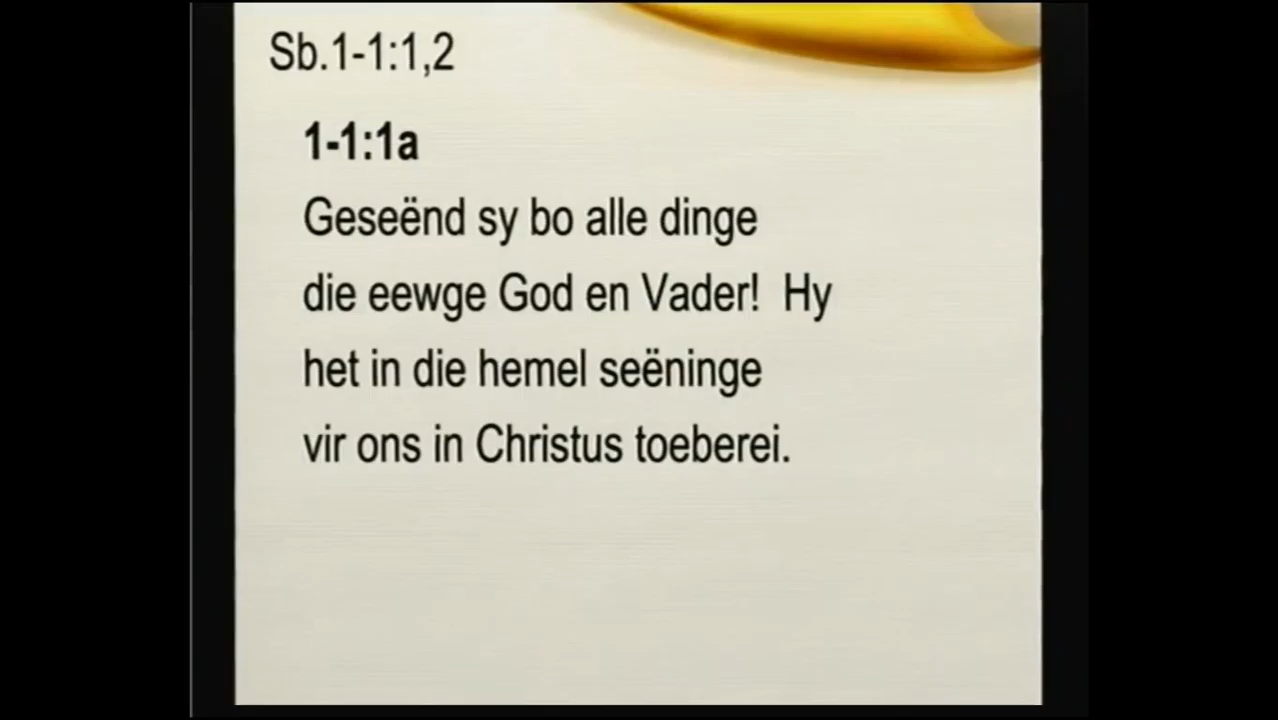 Sb.1-1:1,2
1-1:1a
Geseënd sy bo alle dinge
die eewge God en Vader!  Hy
het in die hemel seëninge
vir ons in Christus toeberei.